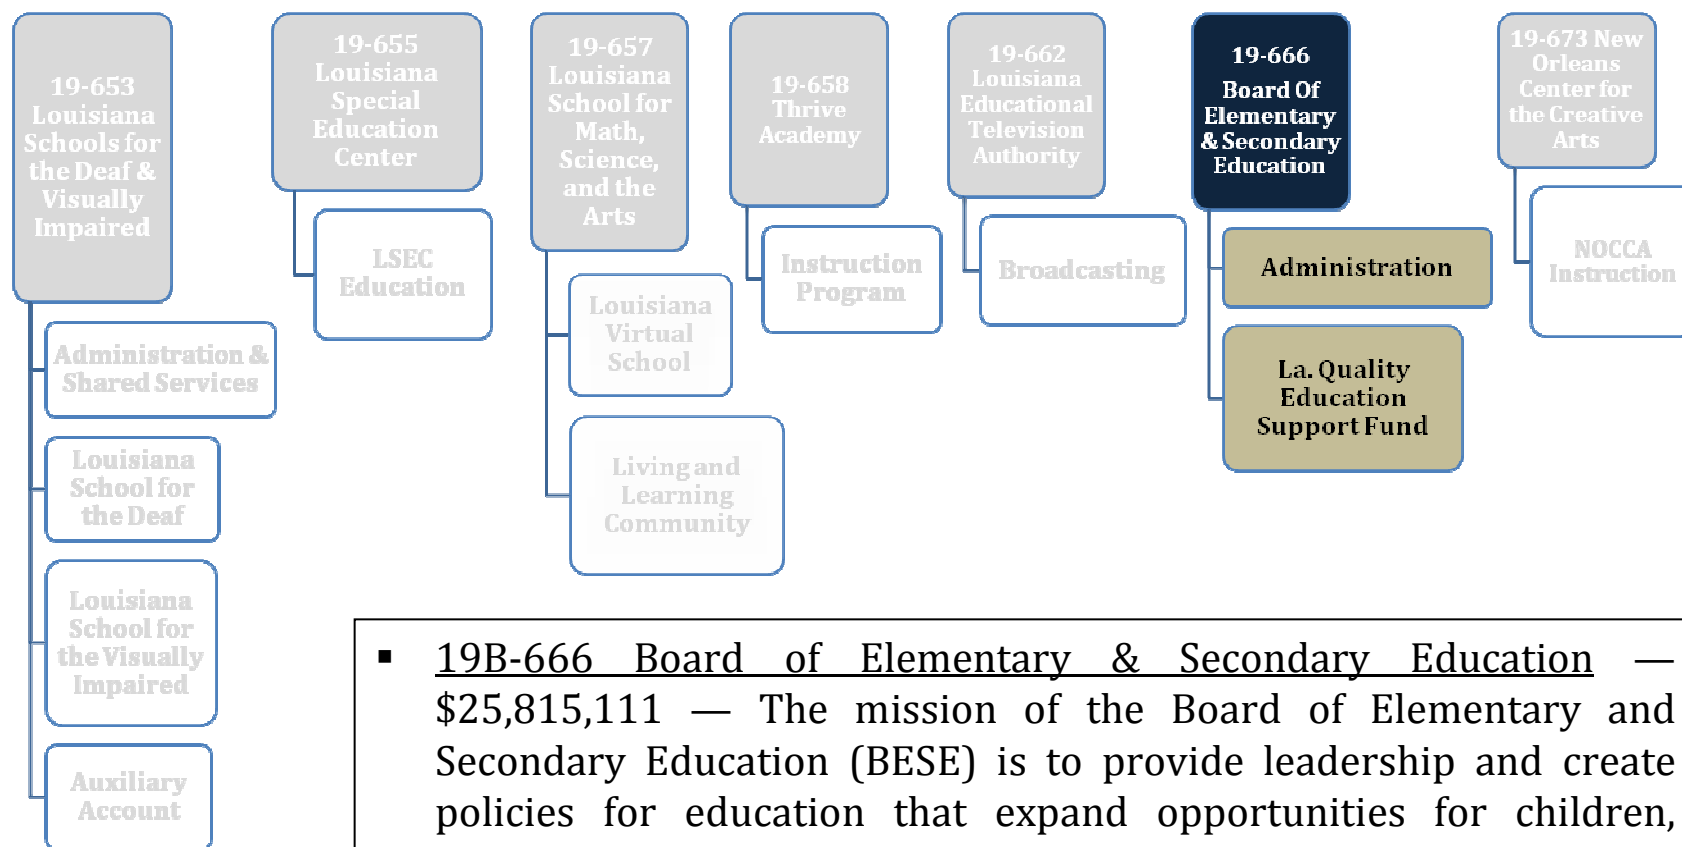 19-653
Louisiana
Schools for
the Deaf &
Visually
Impaired
Administration &
Shared Services
Louisiana
School for
the Deaf
Louisiana
School for
the Visually
Impaired
Auxiliary
Account
19-655
Louisiana
Special
Education
Center
LSEC
Education
19-657
Louisiana
School for
Math,
Science,
and the
Arts
Louisiana
Virtual
School
Living and
Learning
Community
19-658
Thrive
Academy
Instruction
Program
19-662
Louisiana
Educational
Television
Authority
Broadcasting
19-666
Board Of
Elementary
& Secondary
Education
Administration
La. Quality
Education
Support Fund
19-673 New
Orleans
Center for
the Creative
Arts
NOCCA
Instruction
▪ 19B-666 Board of Elementary & Secondary Education —
$25,815,111 — The mission of the Board of Elementary and
Secondary Education (BESE) is to provide leadership and create
policies for education that expand opportunities for children,